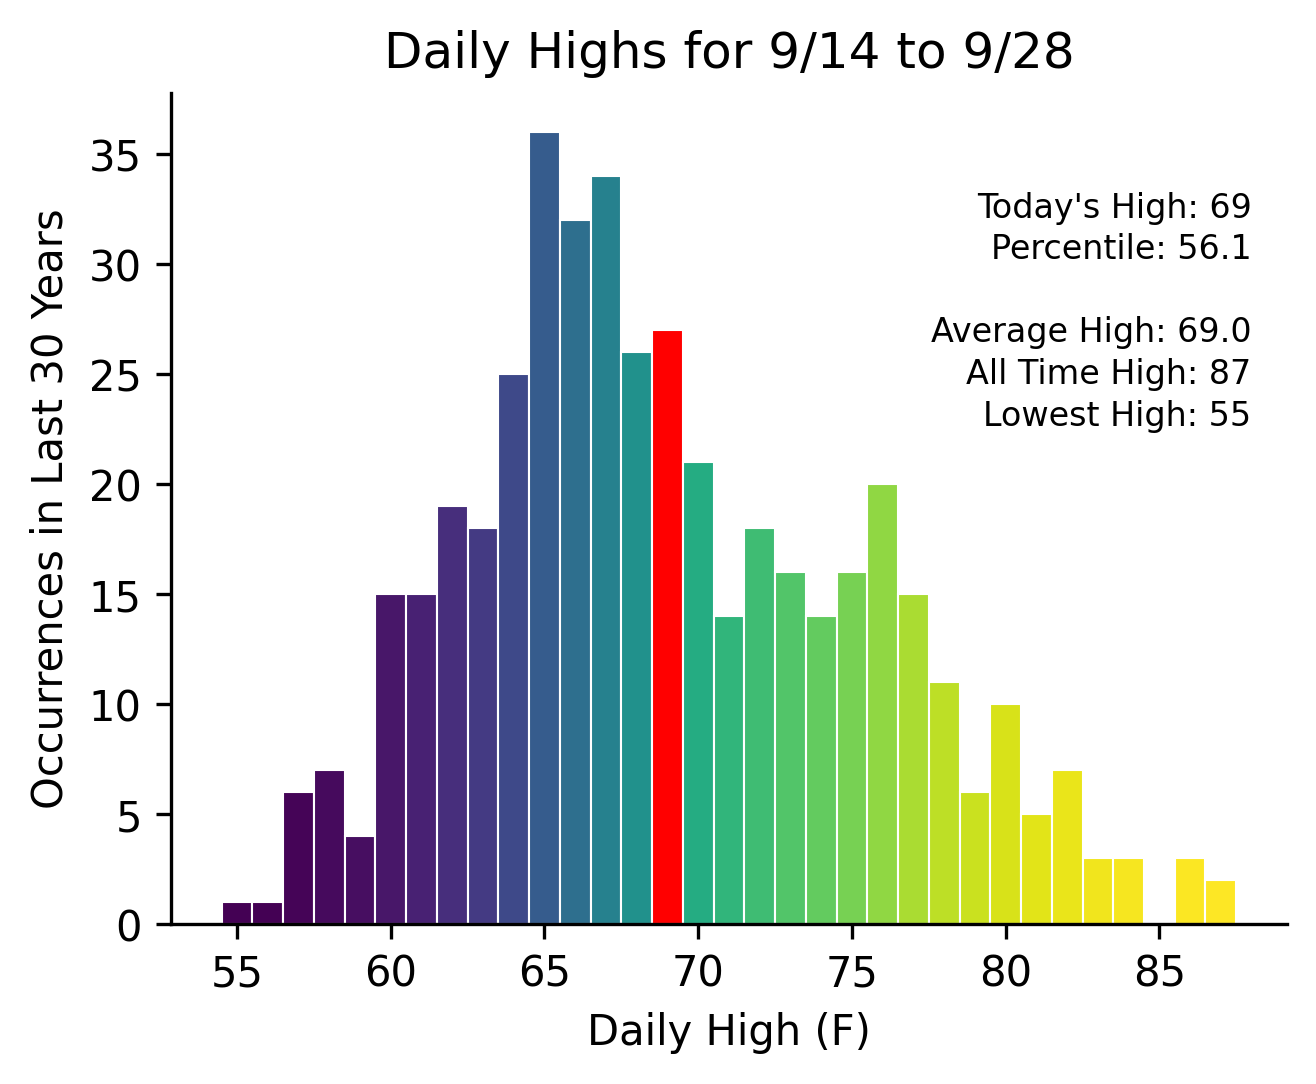 Daily Highs for 9/14 to 9/28
Occurrences in Last 30 Years
35
30
25
20
15
10
5
0
Today's High: 69
Percentile: 56.1
Average High: 69.0
All Time High: 87
Lowest High: 55
55 60 65 70 75 80 85
Daily High (F)